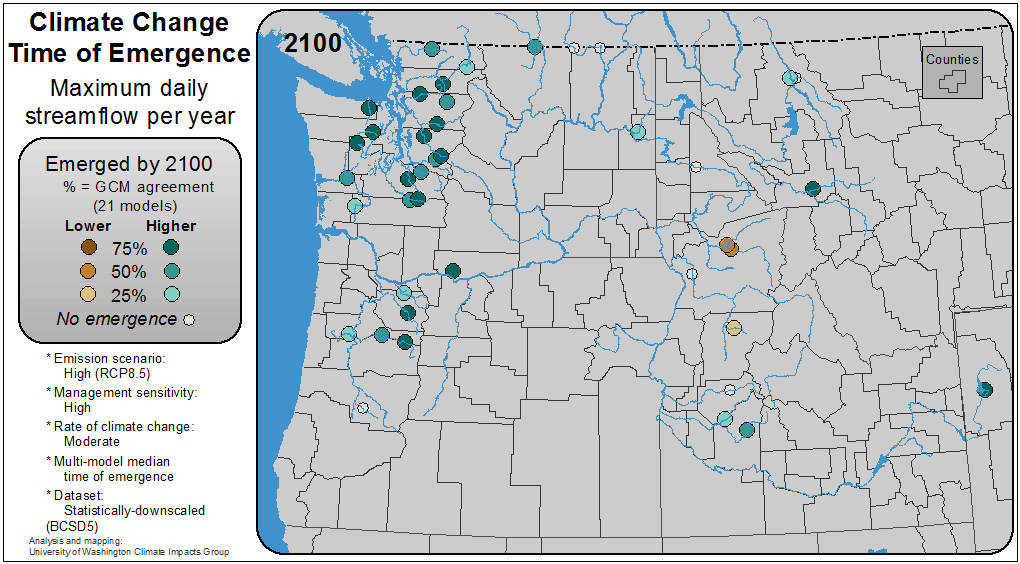 Climate Change
Time of Emergence
Maximum daily
streamflow per year
Emerged by 2100
% = GCM agreement
(21 models)
Lower Higher
75%
50%
25%
No emergence
* Emission scenario:
High (RCP8.5)
* Management sensitivity:
High
* Rate of climate change:
Moderate
* Multi-model median
time of emergence
* Dataset:
Statistically-downscaled
(BCSD5)
Analysis and mapping:
University of Washington Climate Impacts Group
2100
Counties